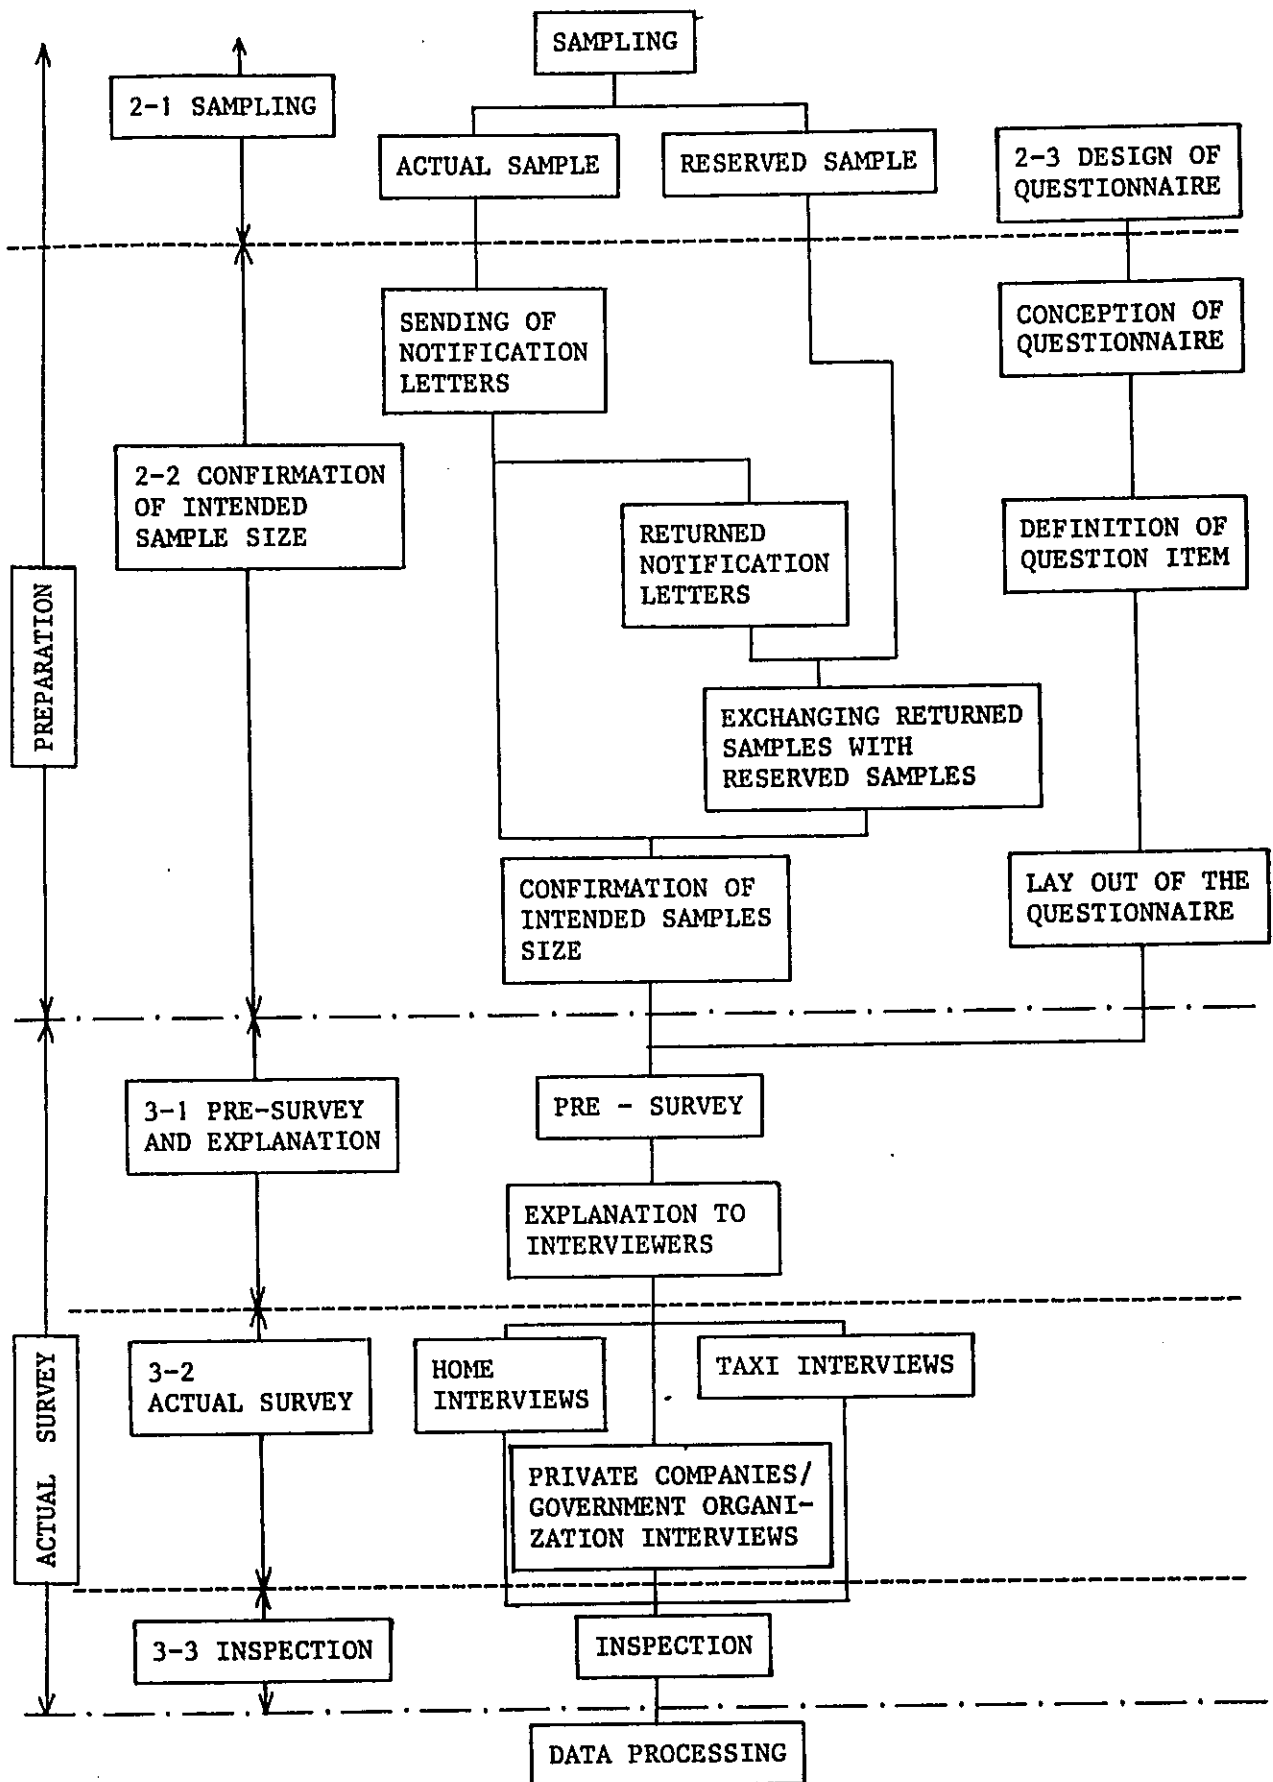 SAMPLING
2-1 SAMPLING
ACTUAL SAMPLE
RESERVED SAMPLE
2-3 DESIGN OF
QUESTIONNAIRE
SENDING OF
NOTIFICATION
LETTERS
CONCEPTION OF
QUESTIONNAIRE
2-2 CONFIRMATION
OF INTENDED
SAMPLE SIZE
RETURNED
NOTIFICATION
LETTERS
DEFINITION OF
QUESTION ITEM
PREPARATION
EXCHANGING RETURNED
SAMPLES WITH
RESERVED SAMPLES
CONFIRMATION OF
INTENDED SAMPLES
SIZE
LAY OUT OF THE
QUESTIONNAIRE
3-1 PRE-SURVEY
AND EXPLANATION
PRE - SURVEY
EXPLANATION TO
INTERVIEWERS
ACTUAL SURVEY
3-2
ACTUAL SURVEY
HOME
INTERVIEWS
TAXI INTERVIEWS
PRIVATE COMPANIES/
GOVERNMENT ORGANI-
ZATION INTERVIEWS
3-3 INSPECTION
INSPECTION
DATA PROCESSING